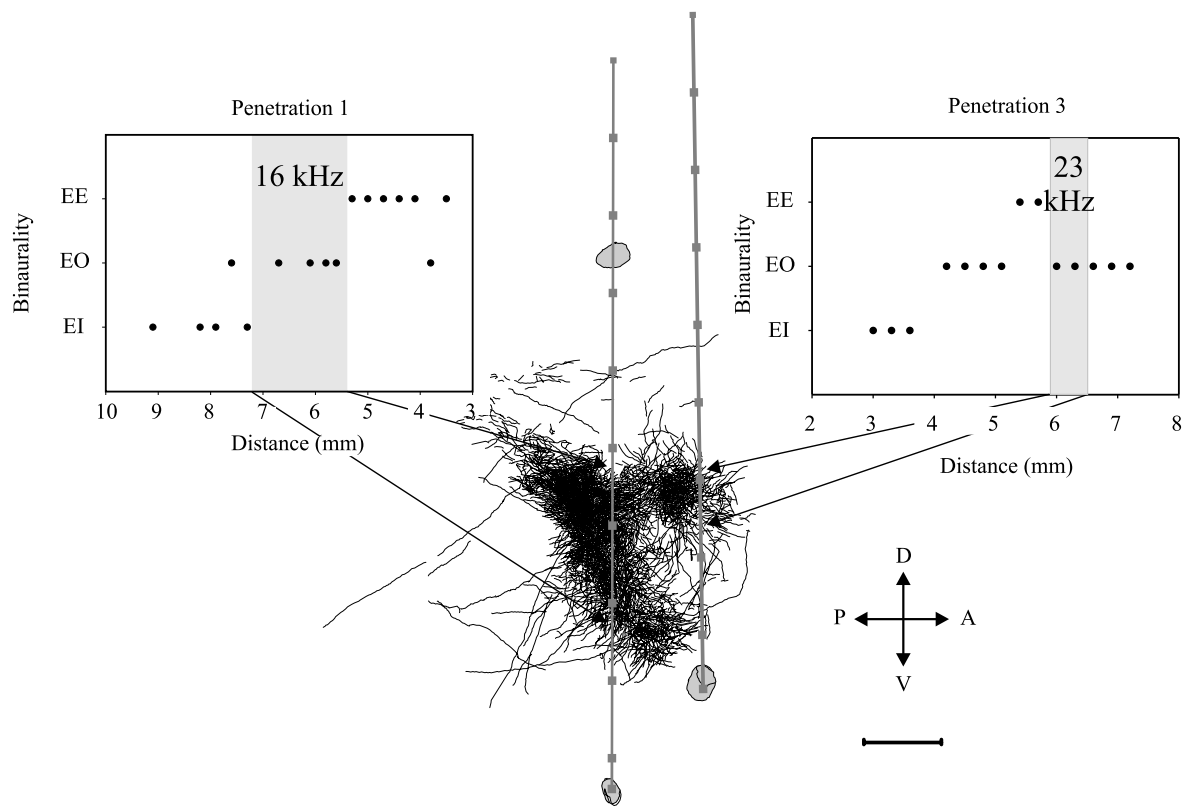 Penetration 1
Binaurality
EE
EO
EI
16 kHz
10 9 8 7 6 5 4 3
Distance (mm)
Penetration 3
Binaurality
EE
EO
EI
23
kHz
2 3 4 5 6 7 8
Distance (mm)
D
P A
V